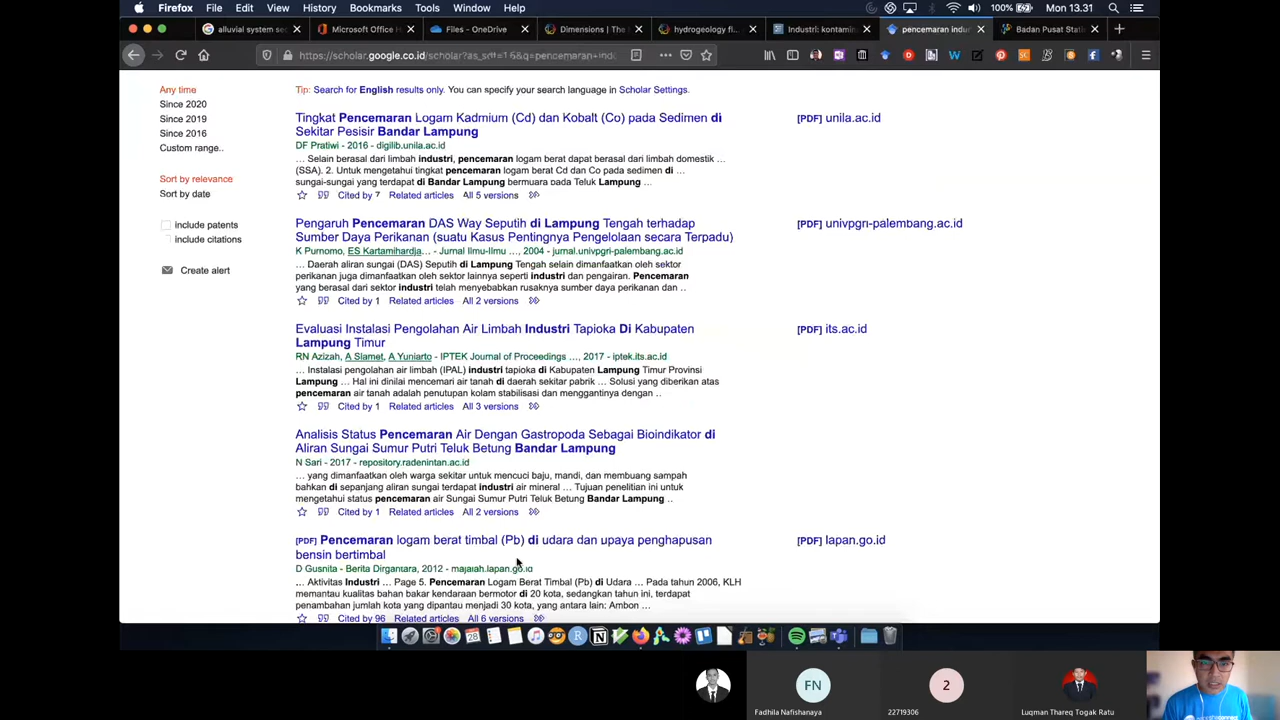 Firefox File Edit View History Bookmarks Tools Window Help 100% Mon 13.31
alluvial system sec Microsoft Office H Files - OneDrive Dimensions | The hydrogeology fl Industri: kontamin pencemaran indu Badan Pusat Stati
https://scholar.google.co.id/scholar?as_sdt=1,5&q=pencemaran+ind
Any time
Since 2020
Since 2019
Since 2016
Custom range..
Sort by relevance
Sort by date
include patents
include citations
Create alert
Tip: Search for English results only. You can specify your search language in Scholar Settings.
Tingkat Pencemaran Logam Kadmium (Cd) dan Kobalt (Co) pada Sedimen di
Sekitar Pesisir Bandar Lampung
DF Pratiwi - 2016 - digilib.unila.ac.id
... Selain berasal dari limbah industri, pencemaran logam berat dapat berasal dari limbah domestik ...
(SSA). 2. Untuk mengetahui tingkat pencemaran logam berat Cd dan Co pada sedimen di ...
sungai-sungai yang terdapat di Bandar Lampung bermuara pada Teluk Lampung ...
Cited by 7 Related articles All 5 versions
[PDF] unila.ac.id
Pengaruh Pencemaran DAS Way Seputih di Lampung Tengah terhadap
Sumber Daya Perikanan (suatu Kasus Pentingnya Pengelolaan secara Terpadu)
K Purnomo, ES Kartamihardja... - Jurnal Ilmu-Ilmu ..., 2004 - jurnal.univpgri-palembang.ac.id
... Daerah aliran sungai (DAS) Seputih di Lampung Tengah selain dimanfaatkan oleh sektor
perikanan juga dimanfaatkan oleh sektor lainnya seperti industri dan pengairan. Pencemaran
yang berasal dari sektor industri telah menyebabkan rusaknya sumber daya perikanan dan ..
Cited by 1 Related articles All 2 versions
[PDF] univpgri-palembang.ac.id
Evaluasi Instalasi Pengolahan Air Limbah Industri Tapioka Di Kabupaten
Lampung Timur
RN Azizah, A Slamet, A Yuniarto - IPTEK Journal of Proceedings ..., 2017 - iptek.its.ac.id
... Instalasi pengolahan air limbah (IPAL) industri tapioka di Kabupaten Lampung Timur Provinsi
Lampung ... Hal ini dinilai mencemari air tanah di daerah sekitar pabrik ... Solusi yang diberikan atas
pencemaran air tanah adalah penutupan kolam stabilisasi dan menggantinya dengan ..
Cited by 1 Related articles All 3 versions
[PDF] its.ac.id
Analisis Status Pencemaran Air Dengan Gastropoda Sebagai Bioindikator di
Aliran Sungai Sumur Putri Teluk Betung Bandar Lampung
N Sari - 2017 - repository.radenintan.ac.id
... yang dimanfaatkan oleh warga sekitar untuk mencuci baju, mandi, dan membuang sampah
bahkan di sepanjang aliran sungai terdapat industri air mineral ... Tujuan penelitian ini untuk
mengetahui status pencemaran air Sungai Sumur Putri Teluk Betung Bandar Lampung ..
Cited by 1 Related articles All 2 versions
[PDF] Pencemaran logam berat timbal (Pb) di udara dan upaya penghapusan
bensin bertimbal
D Gusnita - Berita Dirgantara, 2012 - majalah.lapan.go.id
... Aktivitas Industri ... Page 5. Pencemaran Logam Berat Timbal (Pb) di Udara ... Pada tahun 2006, KLH
memantau kualitas bahan bakar kendaraan bermotor di 20 kota, sedangkan tahun ini, terdapat
penambahan jumlah kota yang dipantau menjadi 30 kota, yang antara lain: Ambon ...
Cited by 96 Related articles All 6 versions
[PDF] lapan.go.id
FN
2
Fadhila Nafishanaya
22719306
Luqman Thareq Togak Ratu